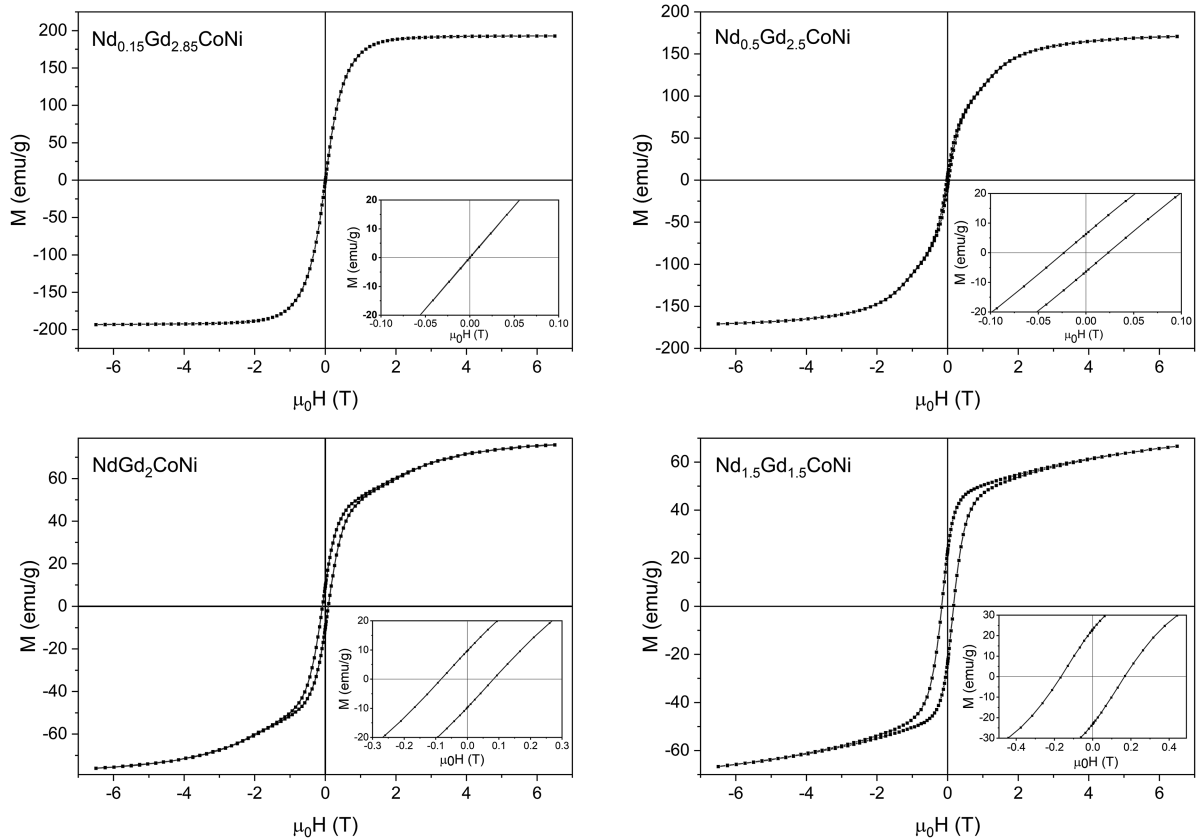 Nd0.15Gd2.85CoNi
M (emu/g)
200
150
100
50
0
-50
-100
-150
-200
-6 -4 -2 0 2 4 6
μ0H (T)
M (emu/g)
20
10
0
-10
-20
-0.10 -0.05 0.00 0.05 0.10
μ0H (T)
Nd0.5Gd2.5CoNi
M (emu/g)
200
150
100
50
0
-50
-100
-150
-200
-6 -4 -2 0 2 4 6
μ0H (T)
M (emu/g)
20
10
0
-10
-20
-0.10 -0.05 0.00 0.05 0.10
μ0H (T)
NdGd2CoNi
M (emu/g)
60
40
20
0
-20
-40
-60
-6 -4 -2 0 2 4 6
μ0H (T)
M (emu/g)
20
10
0
-10
-20
-0.3 -0.2 -0.1 0.0 0.1 0.2 0.3
μ0H (T)
Nd1.5Gd1.5CoNi
M (emu/g)
60
40
20
0
-20
-40
-60
-6 -4 -2 0 2 4 6
μ0H (T)
M (emu/g)
30
20
10
0
-10
-20
-30
-0.4 -0.2 0.0 0.2 0.4
μ0H (T)